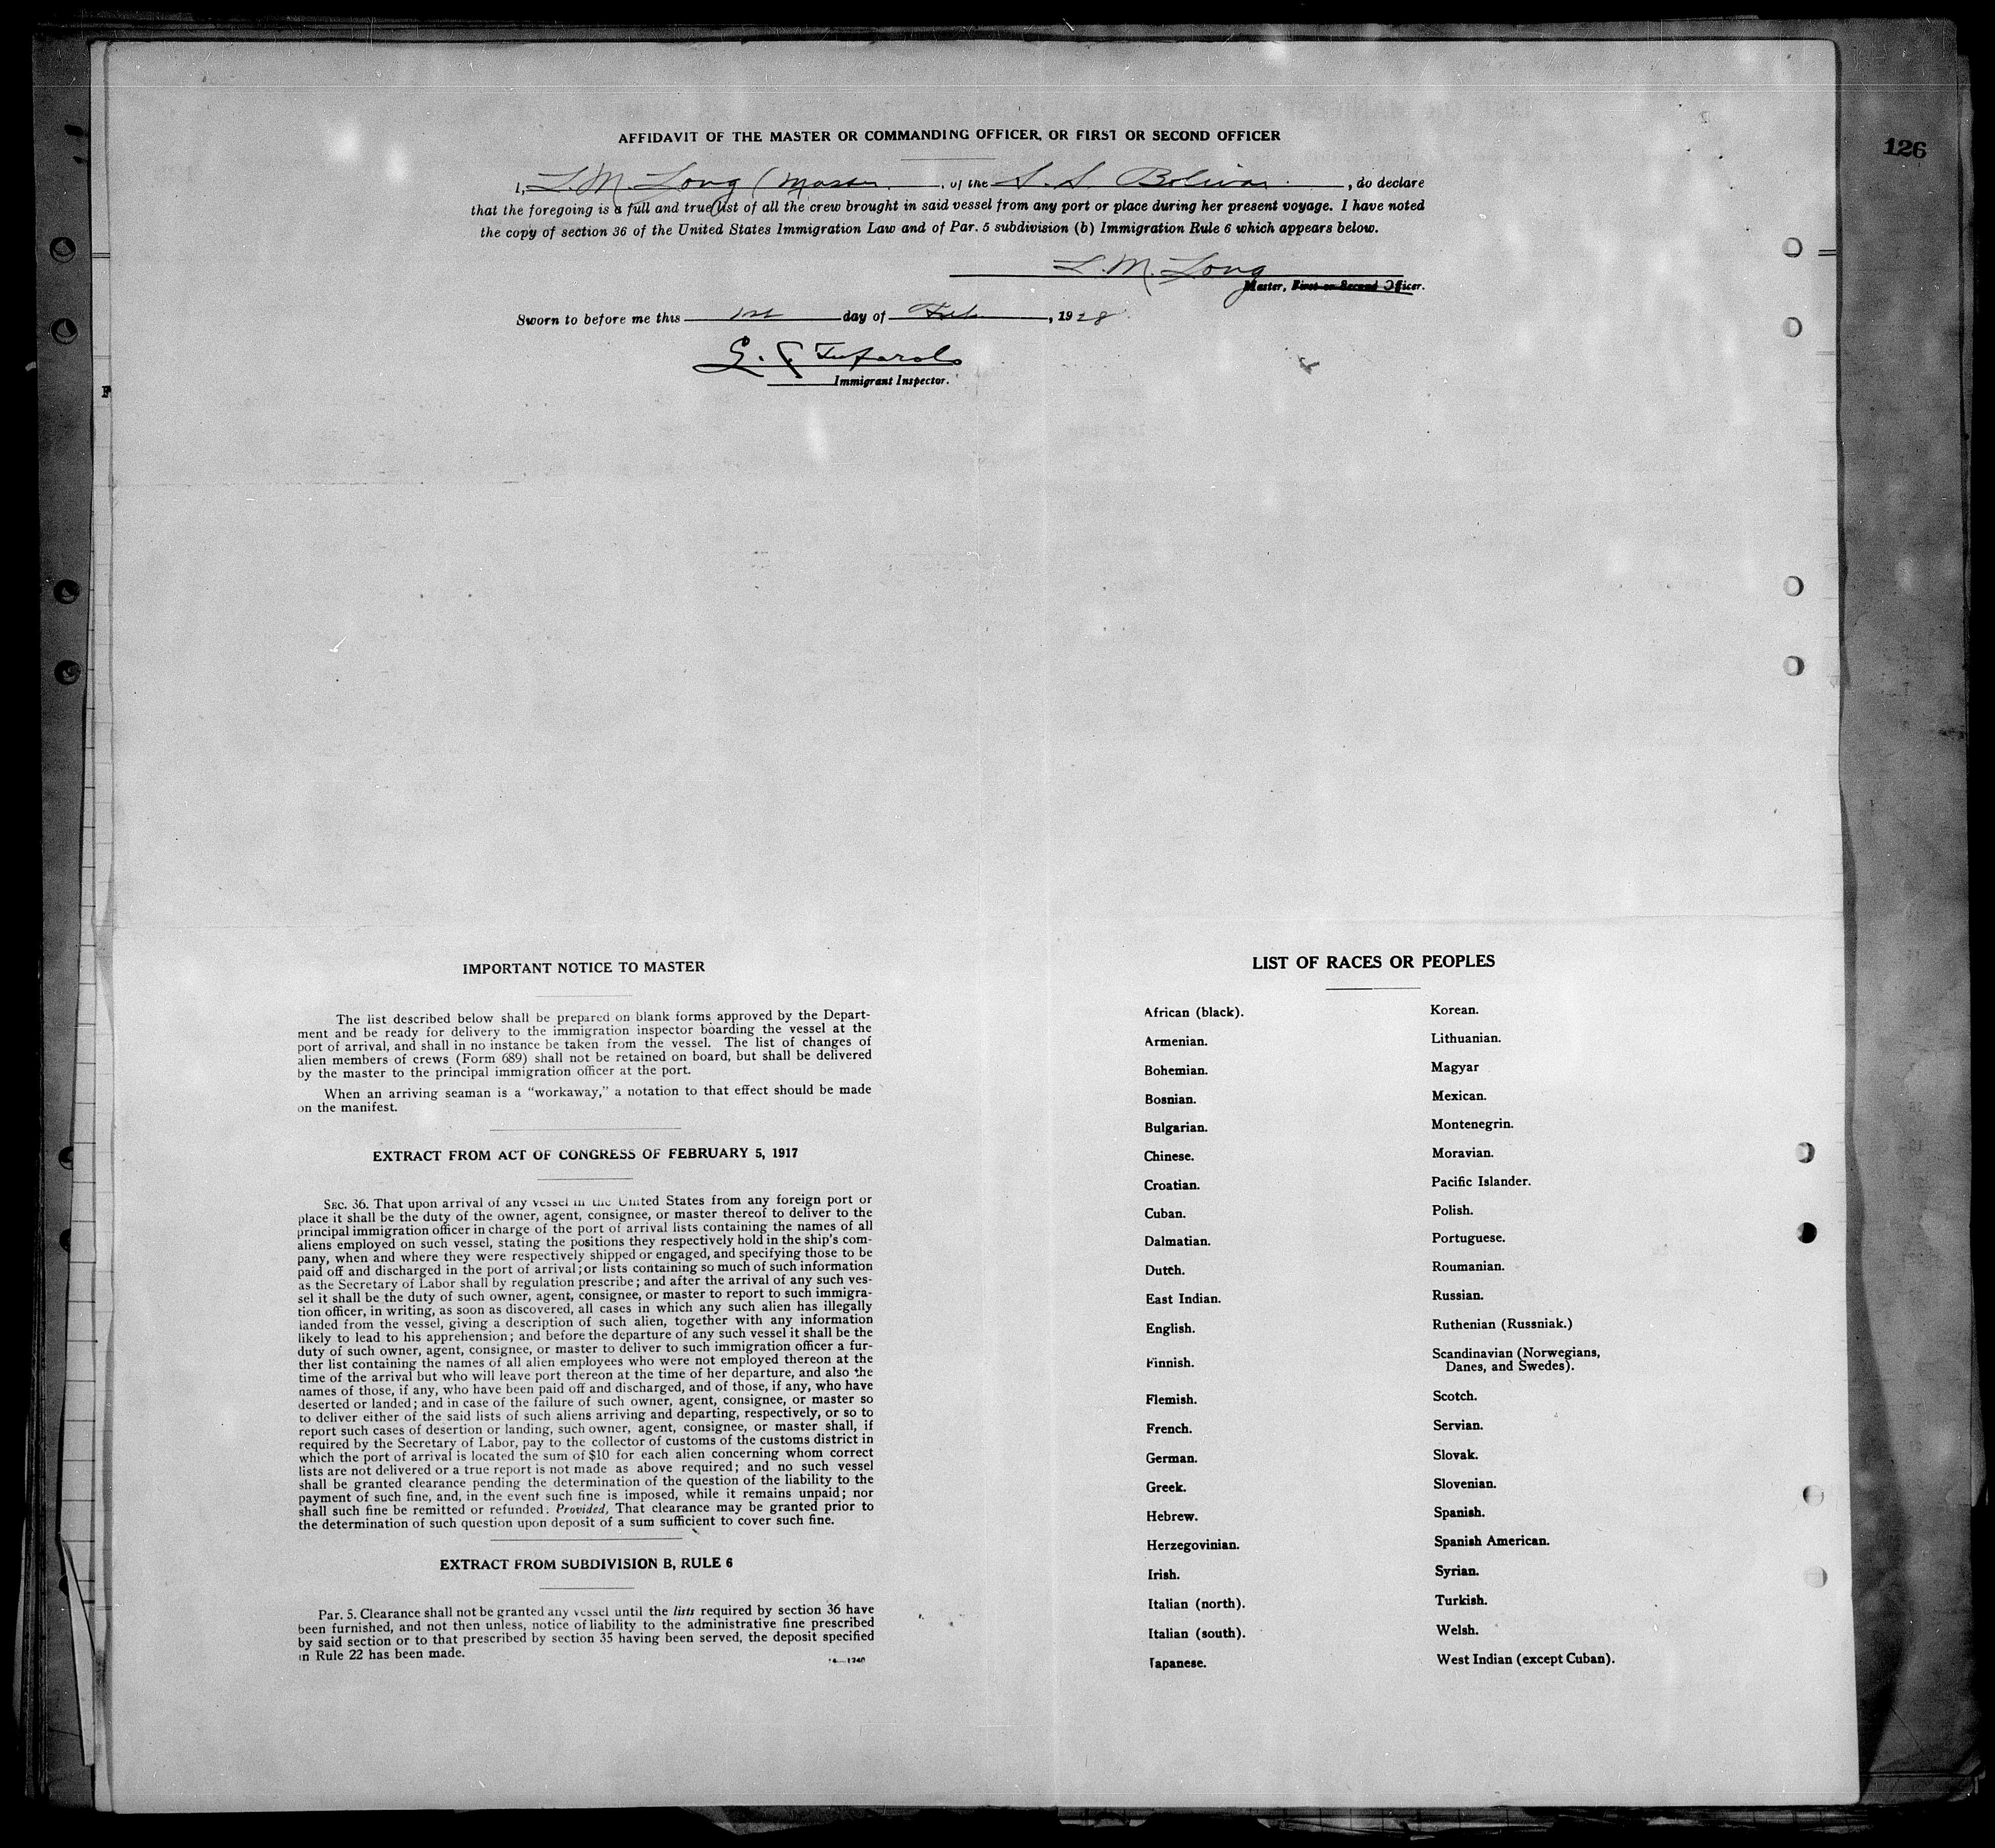 126
AFFIDAVIT OF THE MASTER OR COMMANDING OFFICER, OR FIRST OR SECOND OFFICER
I, L. M. Long (Master, of the S. S. Bolivar, do declare
that the foregoing is a full and true list of all the crew brought in said vessel from any port or place during her present voyage. I have noted
the copy of section 36 of the United States Immigration Law and of Par. 5 subdivision (b) Immigration Rule 6 which appears below.
L. M. Long
Master, First or Second Officer.
Sworn to before me this 1st day of Feb, 1928.
Immigrant Inspector.
IMPORTANT NOTICE TO MASTER
The list described below shall be prepared on blank forms approved by the Depart-
ment and be ready for delivery to the immigration inspector boarding the vessel at the
port of arrival, and shall in no instance be taken from the vessel. The list of changes of
alien members of crews (Form 689) shall not be retained on board, but shall be delivered
by the master to the principal immigration officer at the port.
When an arriving seaman is a "workaway," a notation to that effect should be made
on the manifest.
EXTRACT FROM ACT OF CONGRESS OF FEBRUARY 5, 1917
SEC. 36. That upon arrival of any vessel in the United States from any foreign port or
place it shall be the duty of the owner, agent, consignee, or master thereof to deliver to the
principal immigration officer in charge of the port of arrival lists containing the names of all
aliens employed on such vessel, stating the positions they respectively hold in the ship's com-
pany, when and where they were respectively shipped or engaged, and specifying those to be
paid off and discharged in the port of arrival; or lists containing so much of such information
as the Secretary of Labor shall by regulation prescribe; and after the arrival of any such ves-
sel it shall be the duty of such owner, agent, consignee, or master to report to such immigra-
tion officer, in writing, as soon as discovered, all cases in which any such alien has illegally
landed from the vessel, giving a description of such alien, together with any information
likely to lead to his apprehension; and before the departure of any such vessel it shall be the
duty of such owner, agent, consignee, or master to deliver to such immigration officer a fur-
ther list containing the names of all alien employees who were not employed thereon at the
time of the arrival but who will leave port thereon at the time of her departure, and also the
names of those, if any, who have been paid off and discharged, and of those, if any, who have
deserted or landed; and in case of the failure of such owner, agent, consignee, or master so
to deliver either of the said lists of such aliens arriving and departing, respectively, or so to
report such cases of desertion or landing, such owner, agent, consignee, or master shall, if
required by the Secretary of Labor, pay to the collector of customs of the customs district in
which the port of arrival is located the sum of $10 for each alien concerning whom correct
lists are not delivered or a true report is not made as above required; and no such vessel
shall be granted clearance pending the determination of the question of the liability to the
payment of such fine, and, in the event such fine is imposed, while it remains unpaid; nor
shall such fine be remitted or refunded: Provided, That clearance may be granted prior to
the determination of such question upon deposit of a sum sufficient to cover such fine.
EXTRACT FROM SUBDIVISION B, RULE 6
Par. 5. Clearance shall not be granted any vessel until the lists required by section 36 have
been furnished, and not then unless, notice of liability to the administrative fine prescribed
by said section or to that prescribed by section 35 having been served, the deposit specified
in Rule 22 has been made.
LIST OF RACES OR PEOPLES
African (black).
Armenian.
Bohemian.
Bosnian.
Bulgarian.
Chinese.
Croatian.
Cuban.
Dalmatian.
Dutch.
East Indian.
English.
Finnish.
Flemish.
French.
German.
Greek.
Hebrew.
Herzegovinian.
Irish.
Italian (north).
Italian (south).
Japanese.
Korean.
Lithuanian.
Magyar
Mexican.
Montenegrin.
Moravian.
Pacific Islander.
Polish.
Portuguese.
Roumanian.
Russian.
Ruthenian (Russniak.)
Scandinavian (Norwegians,
Danes, and Swedes).
Scotch.
Servian.
Slovak.
Slovenian.
Spanish.
Spanish American.
Syrian.
Turkish.
Welsh.
West Indian (except Cuban).